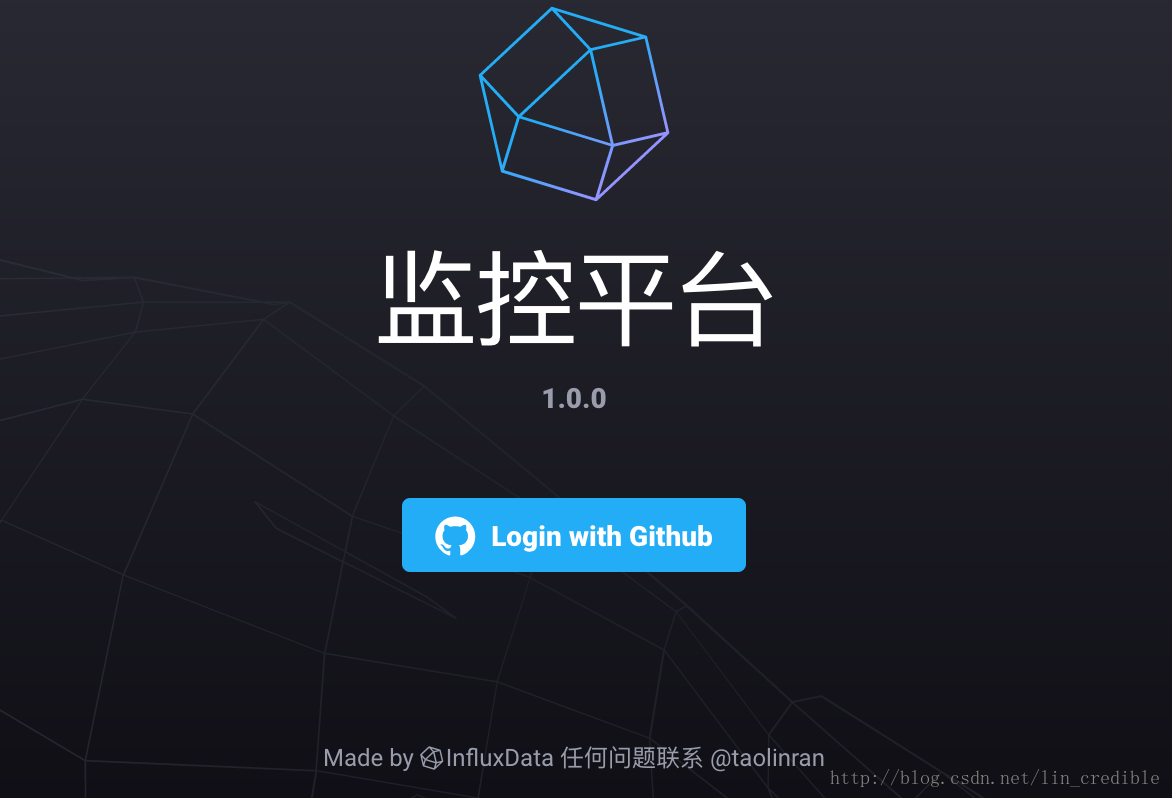 监控平台
1.0.0
Login with Github
Made by InfluxData 任何问题联系 @taolinran
http://blog.csdn.net/lin_credible